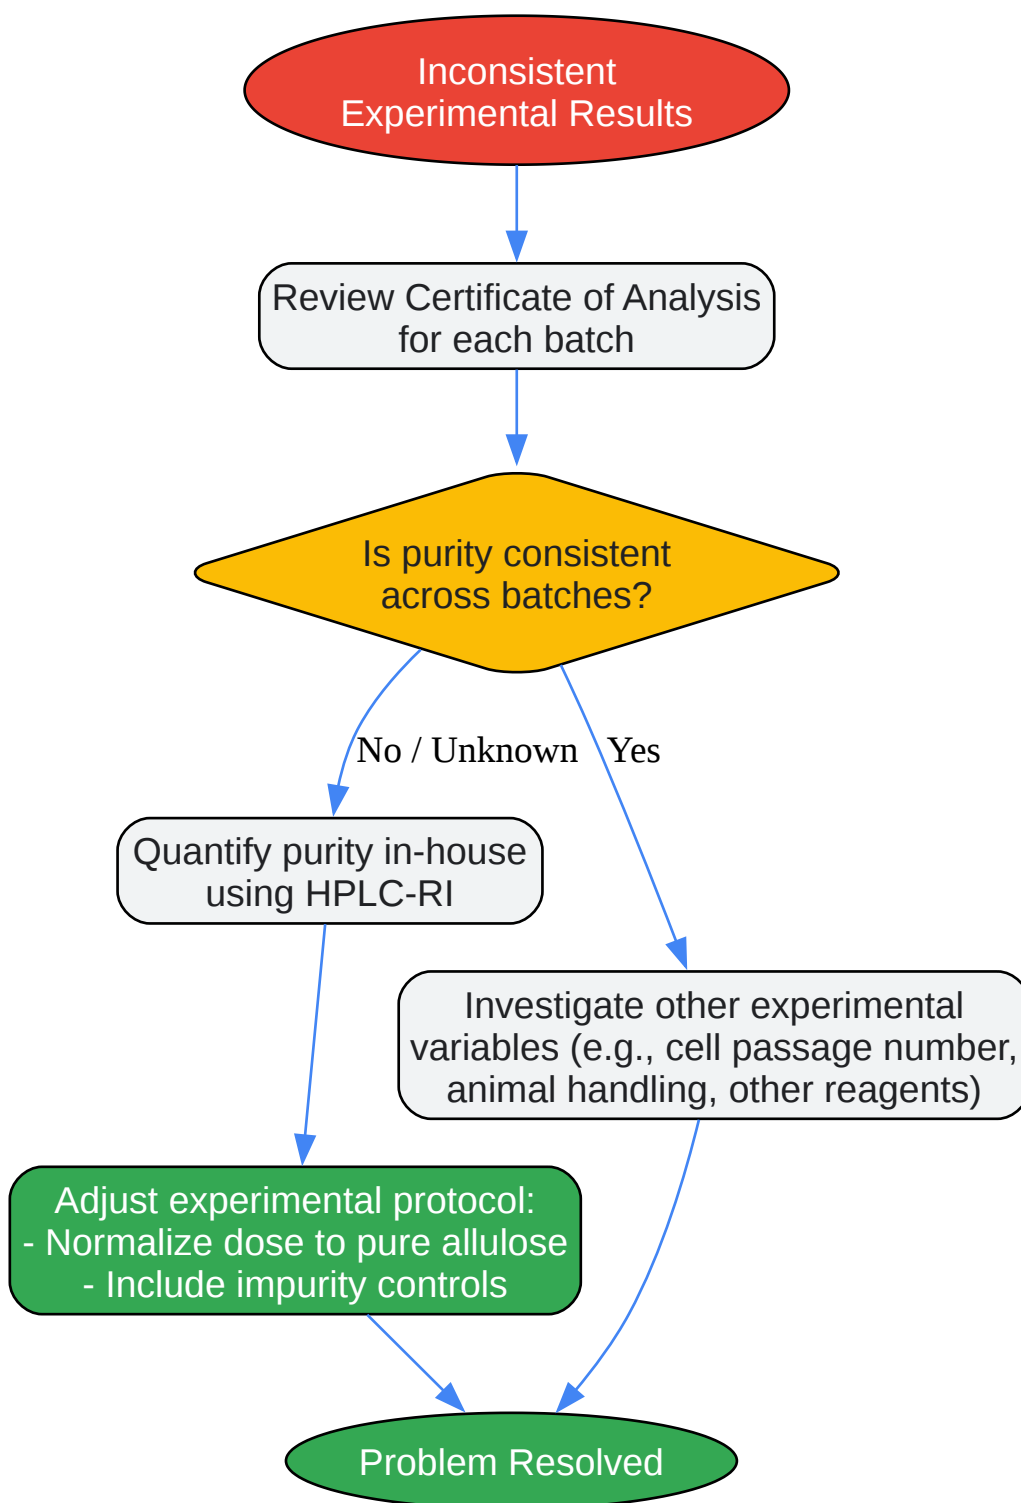 Inconsistent
Experimental Results
Review Certificate of Analysis
for each batch
Is purity consistent
across batches?
No / Unknown
Yes
Quantify purity in-house
using HPLC-RI
Investigate other experimental
variables (e.g., cell passage number,
animal handling, other reagents)
Adjust experimental protocol:
- Normalize dose to pure allulose
- Include impurity controls
Problem Resolved